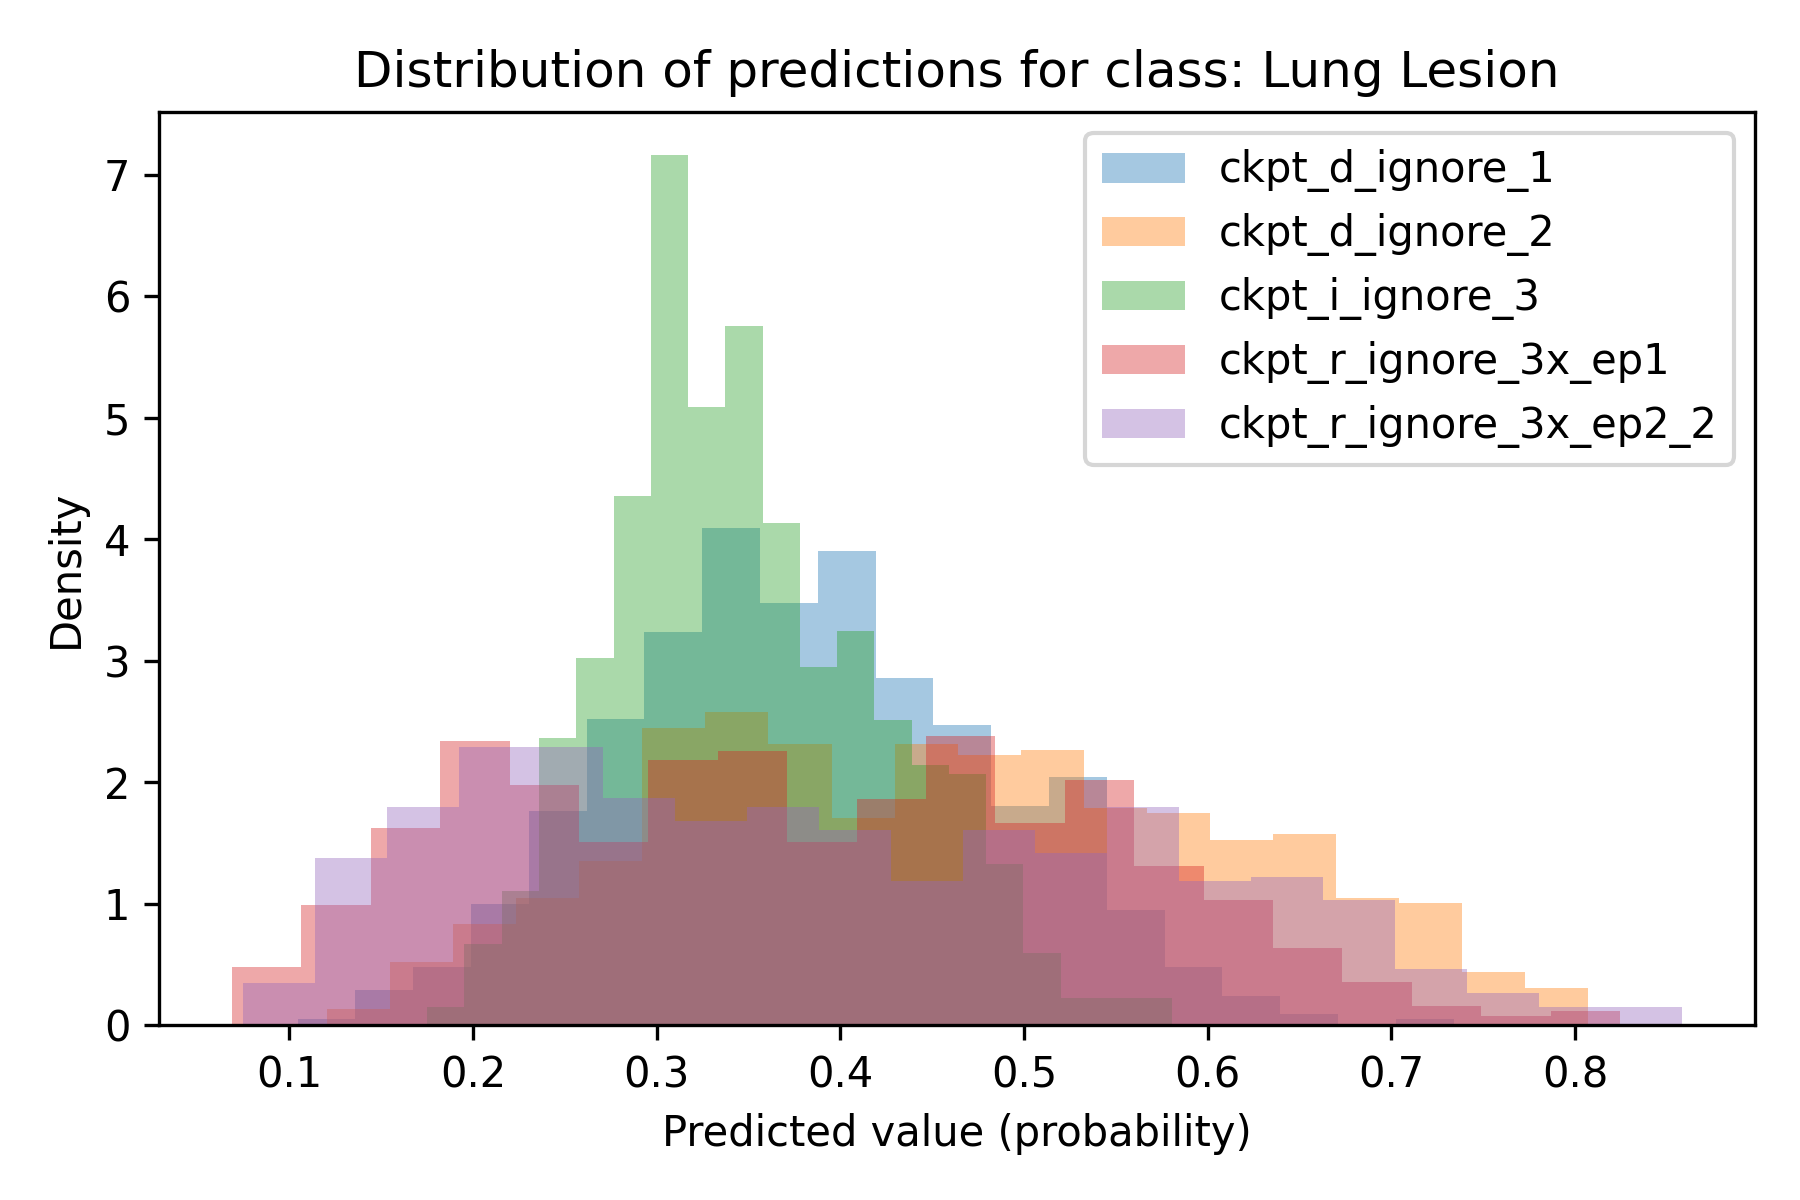 Distribution of predictions for class: Lung Lesion
ckpt_d_ignore_1
ckpt_d_ignore_2
ckpt_i_ignore_3
ckpt_r_ignore_3x_ep1
ckpt_r_ignore_3x_ep2_2
Density
7
6
5
4
3
2
1
0
0.1 0.2 0.3 0.4 0.5 0.6 0.7 0.8
Predicted value (probability)